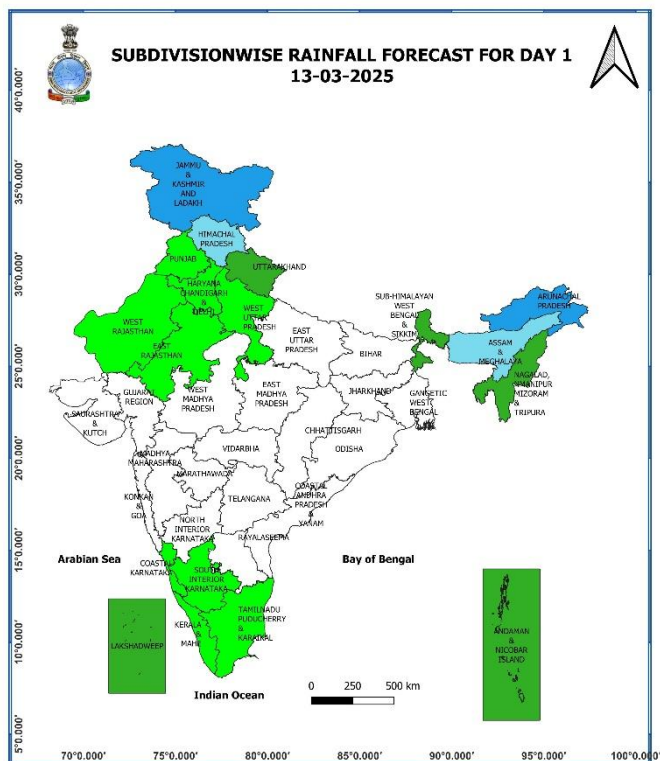 SUBDIVISIONWISE RAINFALL FORECAST FOR DAY 1
13-03-2025
40°0.000'
35°0.000'
30°0.000'
25°0.000'
20°0.000'
15°0.000'
10°0.000'
5°0.000'
JAMMU
&
KASHMIR
AND
LADAKH
HIMACHAL
PRADESH
PUNJAB
UTTARAKHAND
HARYANA
CHANDIGARH
&
WEST
UTTAR
PRADESH
WEST
RAJASTHAN
EAST
RAJASTHAN
EAST
UTTAR
PRADESH
SUB-HIMALAYAN
WEST
BENGAL
&
SIKKIM
ARUNACHAL
PRADESH
ASSAM
&
MEGHALAYA
NAGALAD,
MANIPUR
MIZORAM
&
TRIPURA
BIHAR
GUJARAT
REGION
WEST
MADHYA
PRADESH
EAST
MADHYA
PRADESH
JHARKHAND
GANGETIC
WEST
BENGAL
SAURASHTRA
&
KUTCH
CHHATTISGARH
ODISHA
MADHYA
MAHARASHTRA
VIDARBHA
MARATHAWADA
TELANGANA
COASTAL
ANDHRA
PRADESH
&
YANAM
KONKAN
&
GOA
NORTH
INTERIOR
KARNATAKA
RAYALASEEMA
Arabian Sea
Bay of Bengal
COASTAL
KARNATAKA
SOUTH
INTERIOR
KARNATAKA
TAMILNADU
PUDUCHERRY
&
KARAIKAL
KERALA
&
MAHE
LAKSHADWEEP
ANDAMAN
&
NICOBAR
ISLAND
Indian Ocean
0 250 500 km
70°0.000' 75°0.000' 80°0.000' 85°0.000' 90°0.000' 95°0.000' 100°0.000'